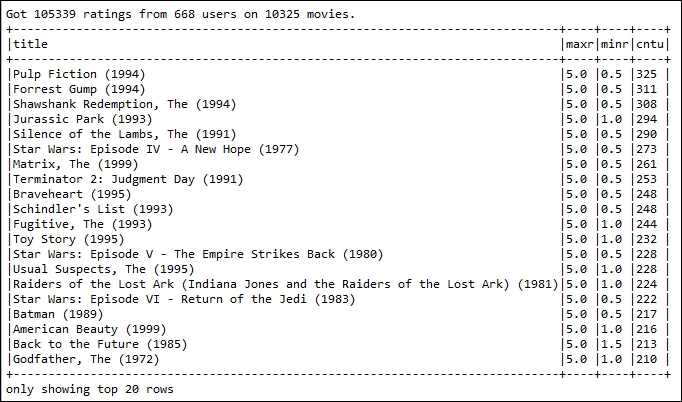 Got 105339 ratings from 668 users on 10325 movies.
+--------------------------------------------------------------------------------+----+----+----+
|title                                                                           |maxr|minr|cntu|
+--------------------------------------------------------------------------------+----+----+----+
|Pulp Fiction (1994)                                                             |5.0 |0.5 |325 |
|Forrest Gump (1994)                                                             |5.0 |0.5 |311 |
|Shawshank Redemption, The (1994)                                                |5.0 |0.5 |308 |
|Jurassic Park (1993)                                                            |5.0 |1.0 |294 |
|Silence of the Lambs, The (1991)                                                |5.0 |0.5 |290 |
|Star Wars: Episode IV - A New Hope (1977)                                       |5.0 |0.5 |273 |
|Matrix, The (1999)                                                              |5.0 |0.5 |261 |
|Terminator 2: Judgment Day (1991)                                               |5.0 |0.5 |253 |
|Braveheart (1995)                                                               |5.0 |0.5 |248 |
|Schindler's List (1993)                                                         |5.0 |0.5 |248 |
|Fugitive, The (1993)                                                            |5.0 |1.0 |244 |
|Toy Story (1995)                                                                |5.0 |1.0 |232 |
|Star Wars: Episode V - The Empire Strikes Back (1980)                           |5.0 |0.5 |228 |
|Usual Suspects, The (1995)                                                      |5.0 |1.0 |228 |
|Raiders of the Lost Ark (Indiana Jones and the Raiders of the Lost Ark) (1981)|5.0 |1.0 |224 |
|Star Wars: Episode VI - Return of the Jedi (1983)                               |5.0 |0.5 |222 |
|Batman (1989)                                                                   |5.0 |0.5 |217 |
|American Beauty (1999)                                                          |5.0 |1.0 |216 |
|Back to the Future (1985)                                                       |5.0 |1.5 |213 |
|Godfather, The (1972)                                                           |5.0 |1.0 |210 |
+--------------------------------------------------------------------------------+----+----+----+
only showing top 20 rows